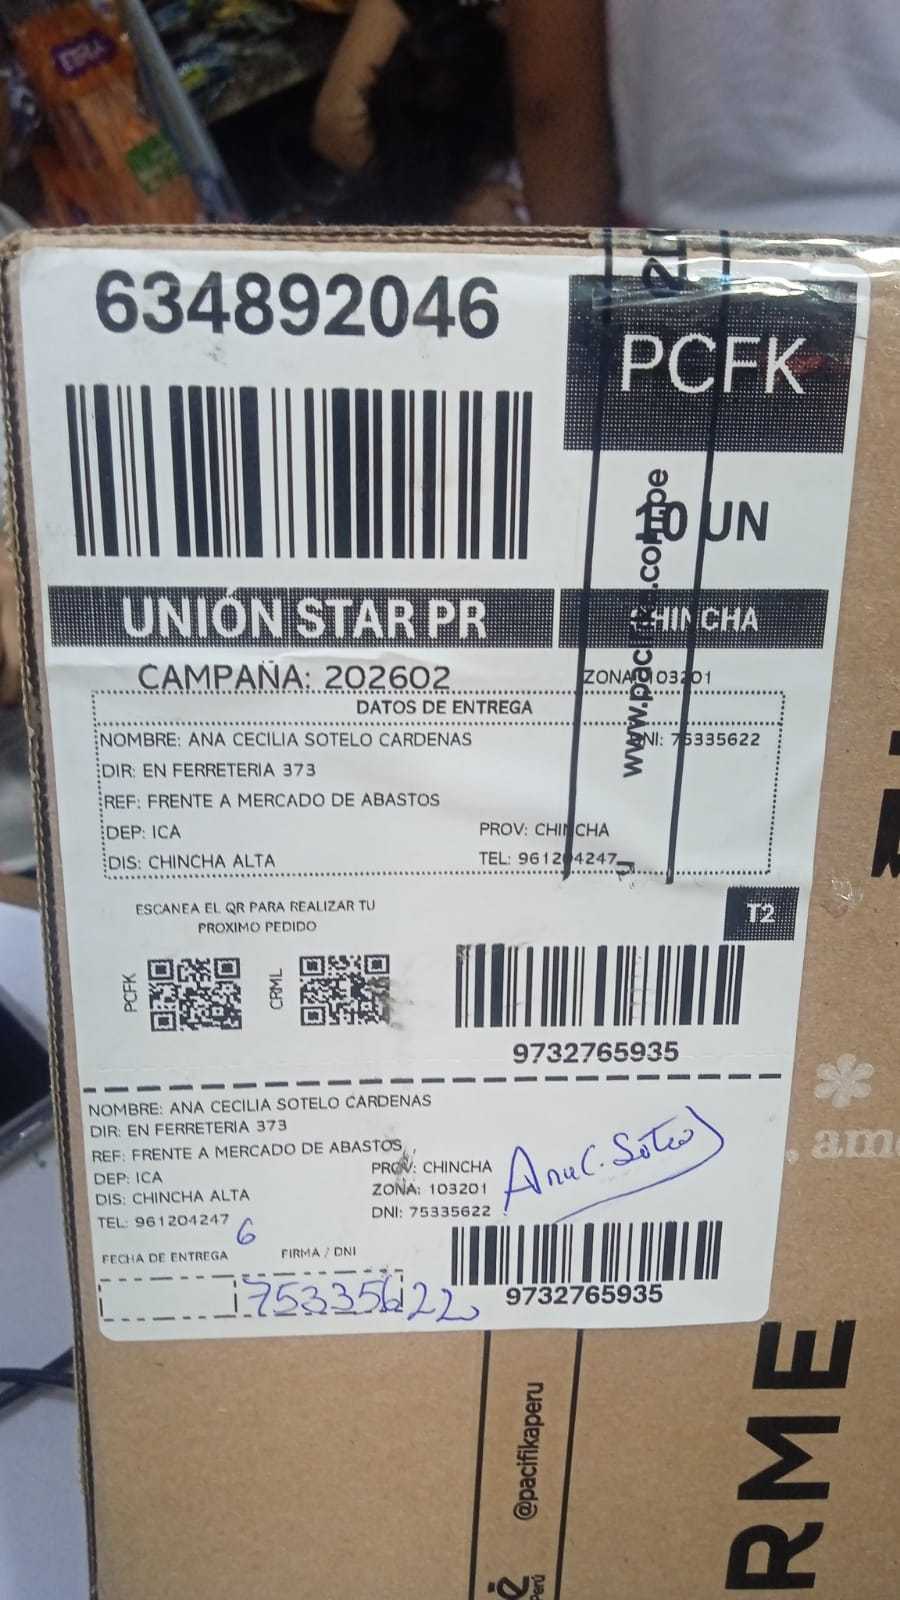 634892046
PCFK
10 UN
UNIÓN STAR PR
CHINCHA
CAMPAÑA: 202602
ZONA: 103201
DATOS DE ENTREGA
NOMBRE: ANA CECILIA SOTELO CARDENAS
DNI: 75335622
DIR: EN FERRETERIA 373
REF: FRENTE A MERCADO DE ABASTOS
DEP: ICA
PROV: CHINCHA
DIS: CHINCHA ALTA
TEL: 961204247
www.pacifika.com.pe
ESCANEA EL QR PARA REALIZAR TU
PROXIMO PEDIDO
T2
PCFK
CRML
9732765935
NOMBRE: ANA CECILIA SOTELO CARDENAS
DIR: EN FERRETERIA 373
REF: FRENTE A MERCADO DE ABASTOS
DEP: ICA
PROV: CHINCHA
DIS: CHINCHA ALTA
ZONA: 103201
TEL: 961204247
DNI: 75335622
Ana C. Sotelo
6
FECHA DE ENTREGA
FIRMA / DNI
75335622
9732765935
@pacifikaperu
Perú
RME
, am